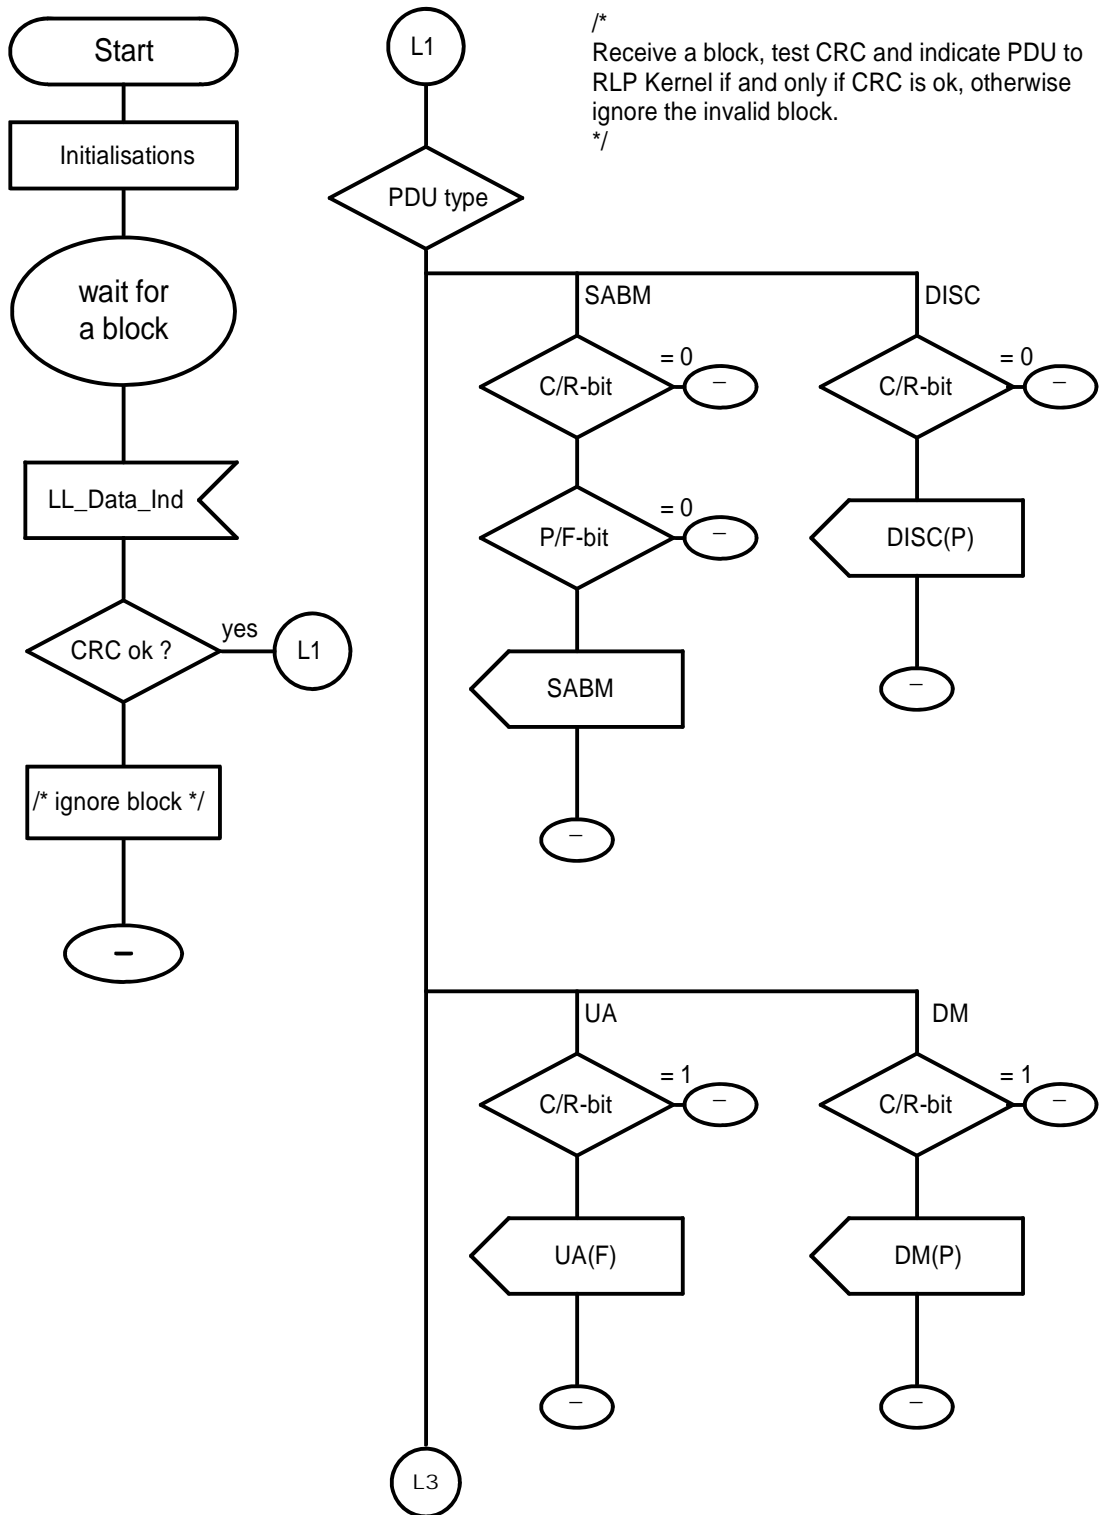 Start
Initialisations
wait for
a block
LL_Data_Ind
CRC ok ?
yes
L1
/* ignore block */
–
L1
/*
Receive a block, test CRC and indicate PDU to
RLP Kernel if and only if CRC is ok, otherwise
ignore the invalid block.
*/
PDU type
SABM
C/R-bit
= 0
–
P/F-bit
= 0
–
SABM
–
DISC
C/R-bit
= 0
–
DISC(P)
–
UA
C/R-bit
= 1
–
UA(F)
–
DM
C/R-bit
= 1
–
DM(P)
–
L3